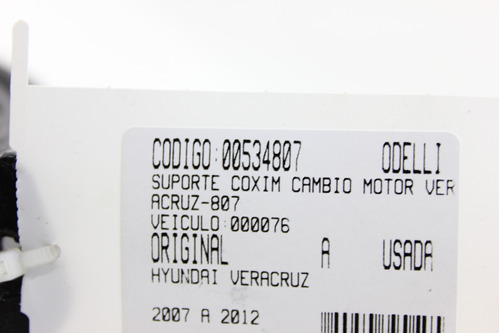 CODIGO:00534807 ODELLI
SUPORTE COXIM CAMBIO MOTOR VER
ACRUZ-807
VEICULO:000076
ORIGINAL A USADA
HYUNDAI VERACRUZ
2007 A 2012